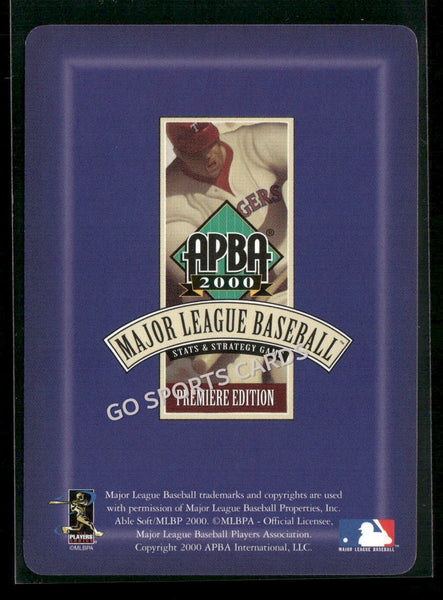 T
GERS
APBA®
2000
MAJOR LEAGUE BASEBALL™
STATS & STRATEGY GAME
GO SPORTS CARDS
PREMIERE EDITION
Major League Baseball trademarks and copyrights are used
with permission of Major League Baseball Properties, Inc.
Able Soft/MLBP 2000. ©MLBPA - Official Licensee,
Major League Baseball Players Association.
Copyright 2000 APBA International, LLC.
PLAYERS
CHOICE
©MLBPA
MAJOR LEAGUE BASEBALL